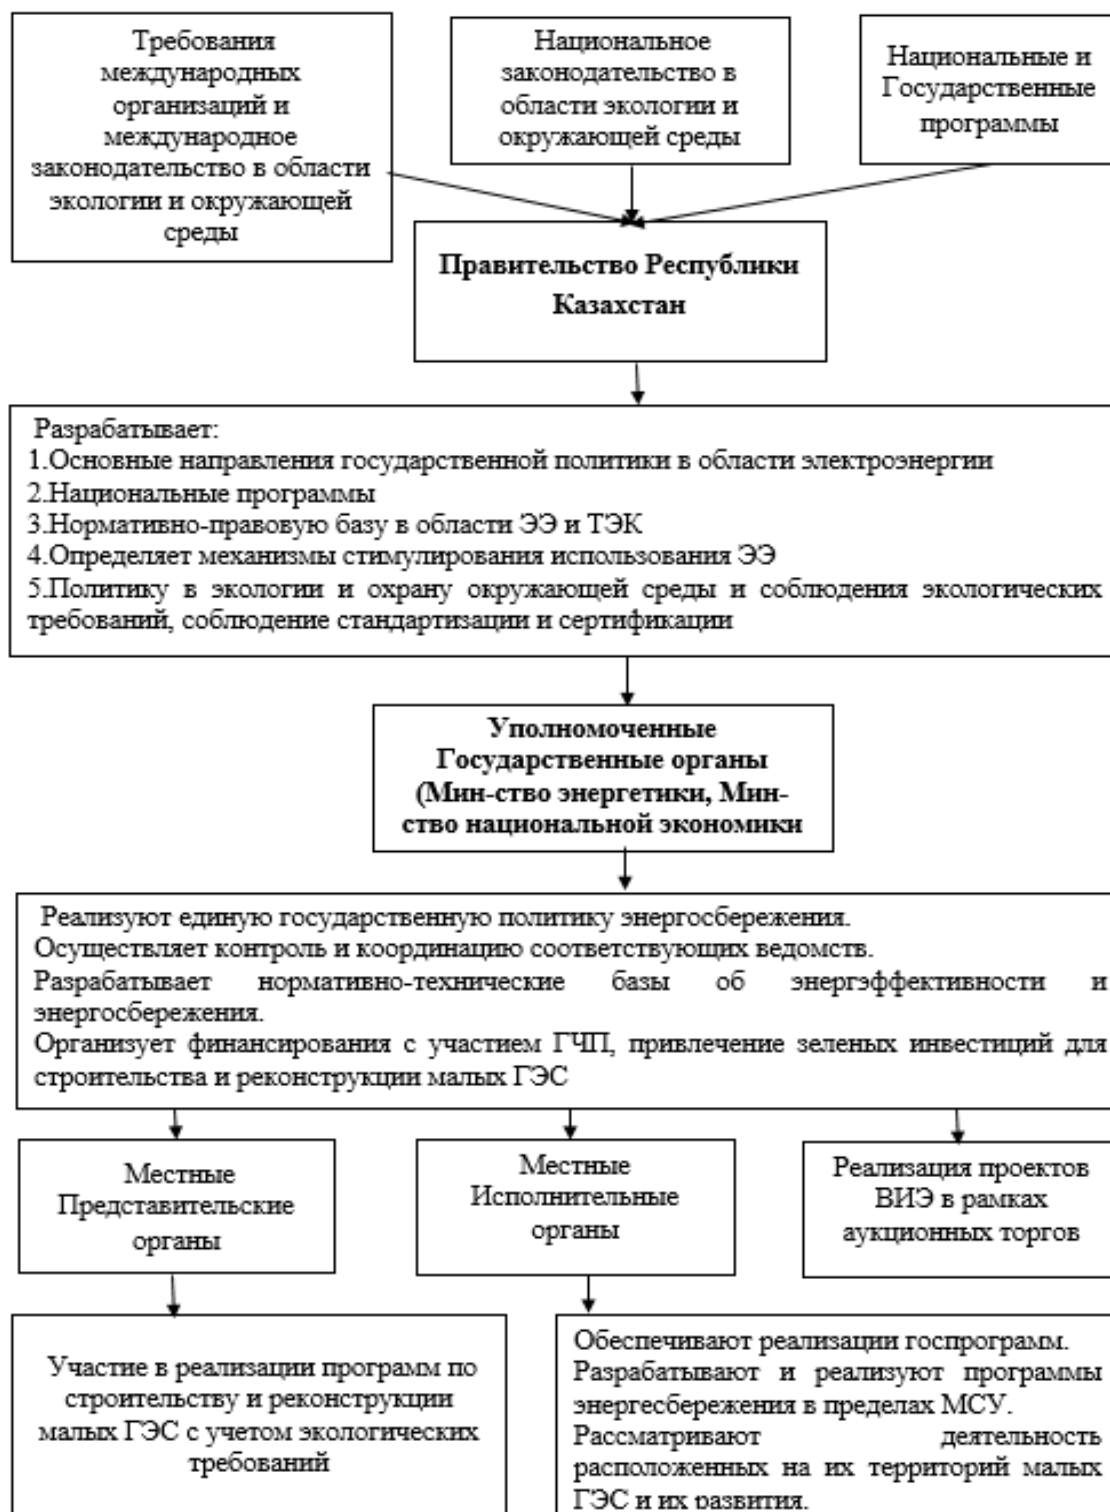 Требования
международных
организаций и
международное
законодательство в области
экологии и окружающей
среды
Национальное
законодательство в
области экологии и
окружающей среды
Национальные и
Государственные
программы
Правительство Республики
Казахстан
Разрабатывает:
1.Основные направления государственной политики в области электроэнергии
2.Национальные программы
3.Нормативно-правовую базу в области ЭЭ и ТЭК
4.Определяет механизмы стимулирования использования ЭЭ
5.Политику в экологии и охрану окружающей среды и соблюдения экологических
требований, соблюдение стандартизации и сертификации
Уполномоченные
Государственные органы
(Мин-ство энергетики, Мин-
ство национальной экономики
Реализуют единую государственную политику энергосбережения.
Осуществляет контроль и координацию соответствующих ведомств.
Разрабатывает нормативно-технические базы об энергэффективности и
энергосбережения.
Организует финансирования с участием ГЧП, привлечение зеленых инвестиций для
строительства и реконструкции малых ГЭС
Местные
Представительские
органы
Местные
Исполнительные
органы
Реализация проектов
ВИЭ в рамках
аукционных торгов
Участие в реализации программ по
строительству и реконструкции
малых ГЭС с учетом экологических
требований
Обеспечивают реализации госпрограмм.
Разрабатывают и реализуют программы
энергесбережения в пределах МСУ.
Рассматривают деятельность
расположенных на их территорий малых
ГЭС и их развития.